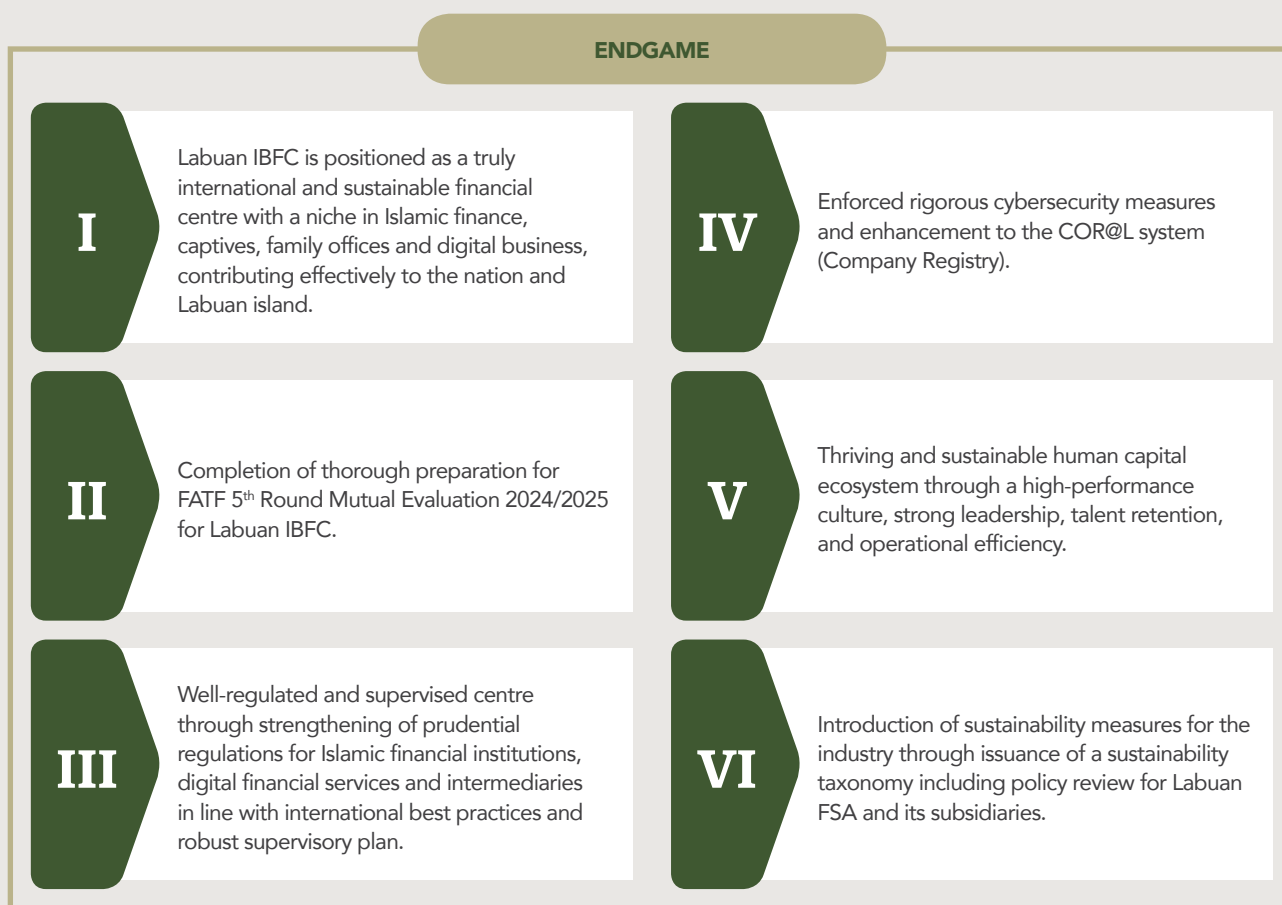 ENDGAME
I
Labuan IBFC is positioned as a truly
international and sustainable financial
centre with a niche in Islamic finance,
captives, family offices and digital business,
contributing effectively to the nation and
Labuan island.
II
Completion of thorough preparation for
FATF 5th Round Mutual Evaluation 2024/2025
for Labuan IBFC.
III
Well-regulated and supervised centre
through strengthening of prudential
regulations for Islamic financial institutions,
digital financial services and intermediaries
in line with international best practices and
robust supervisory plan.
IV
Enforced rigorous cybersecurity measures
and enhancement to the COR@L system
(Company Registry).
V
Thriving and sustainable human capital
ecosystem through a high-performance
culture, strong leadership, talent retention,
and operational efficiency.
VI
Introduction of sustainability measures for the
industry through issuance of a sustainability
taxonomy including policy review for Labuan
FSA and its subsidiaries.